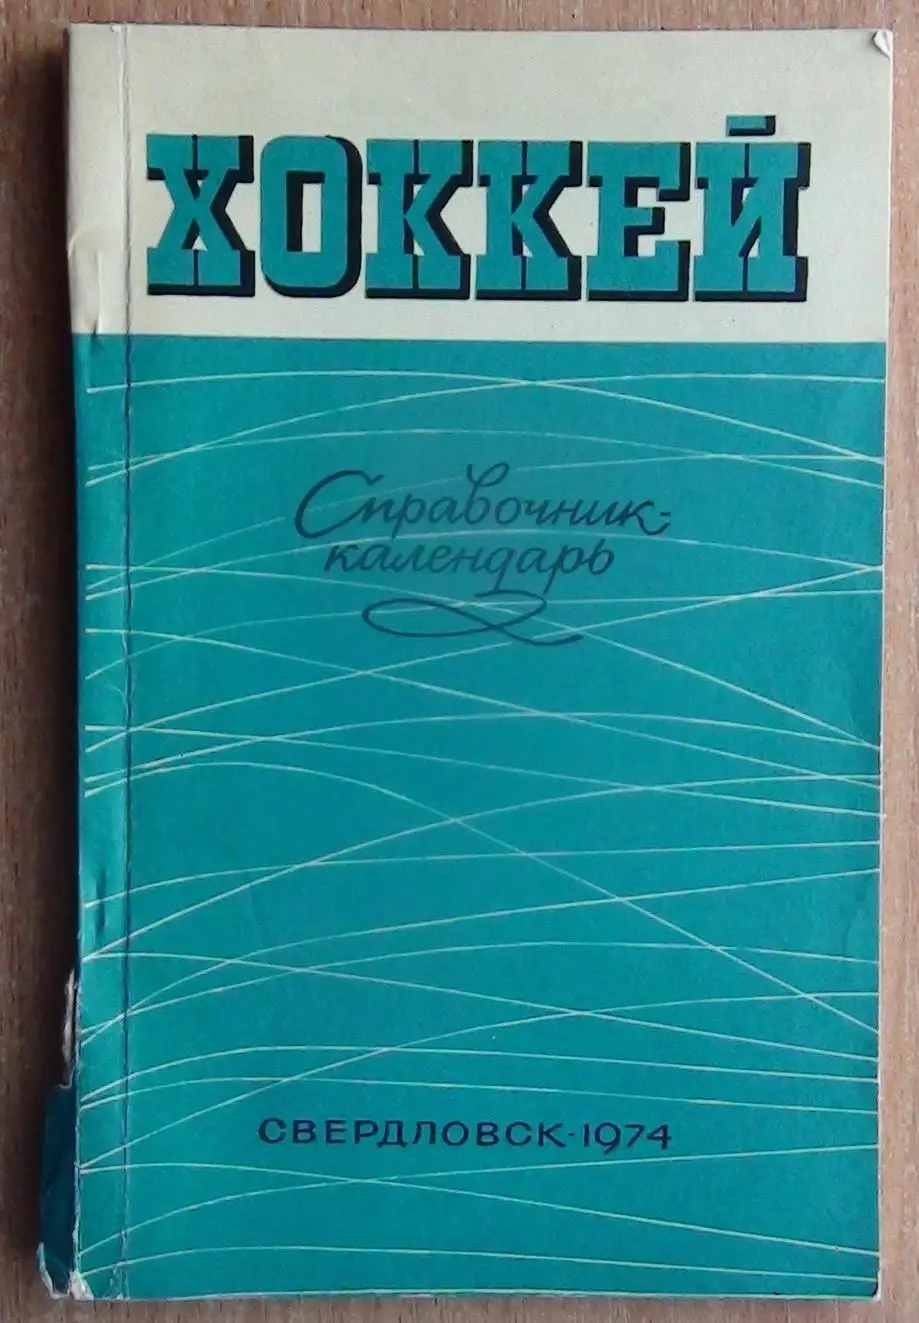 ХОККЕЙ
Справочник-
календарь
СВЕРДЛОВСК-1974